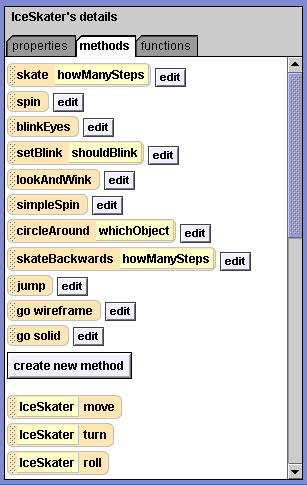 IceSkater's details
properties methods functions
skate howManySteps edit
spin edit
blinkEyes edit
setBlink shouldBlink edit
lookAndWink edit
simpleSpin edit
circleAround whichObject edit
skateBackwards howManySteps edit
jump edit
go wireframe edit
go solid edit
create new method
IceSkater move
IceSkater turn
IceSkater roll